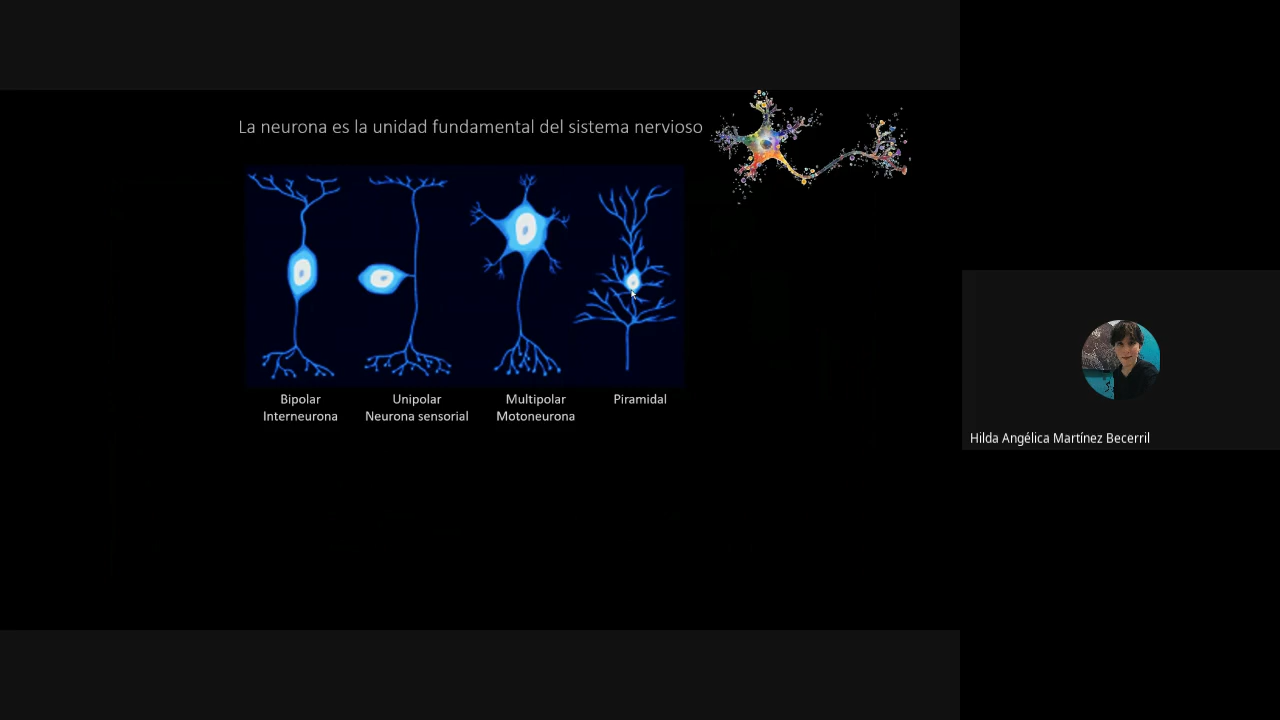 La neurona es la unidad fundamental del sistema nervioso
Bipolar
Interneurona
Unipolar
Neurona sensorial
Multipolar
Motoneurona
Piramidal
Hilda Angélica Martínez Becerril